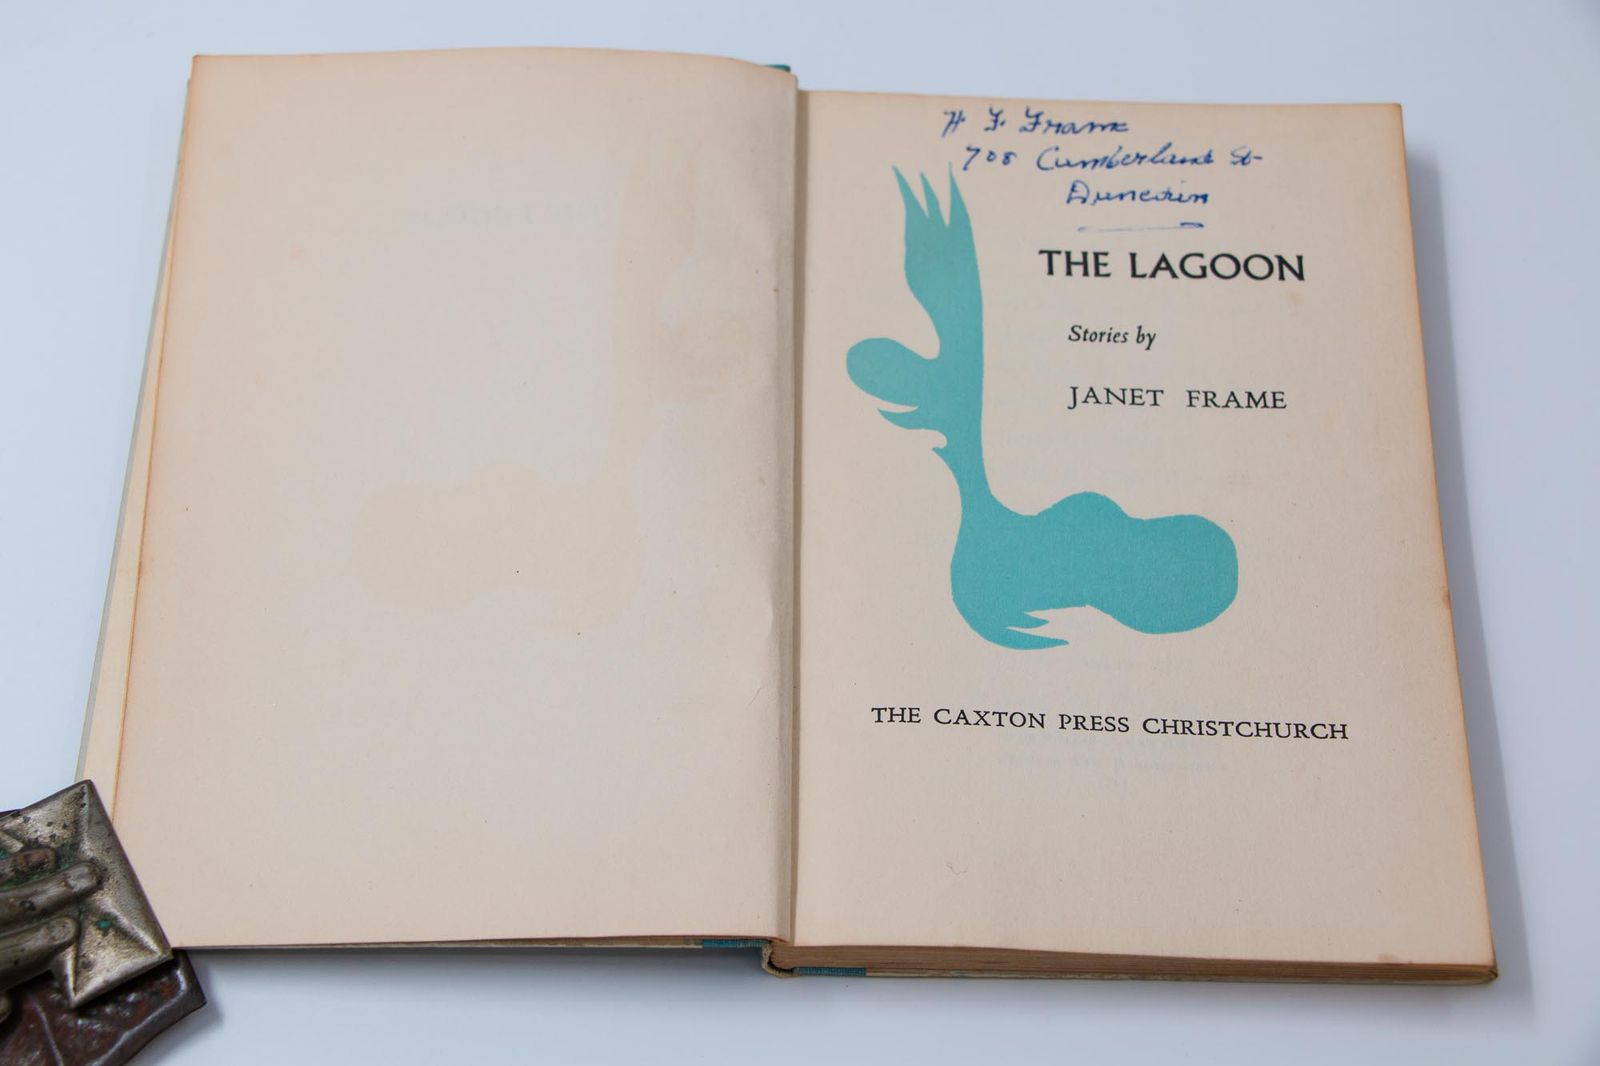 H F Frame
708 Cumberland St
Dunedin
THE LAGOON
Stories by
JANET FRAME
THE CAXTON PRESS CHRISTCHURCH